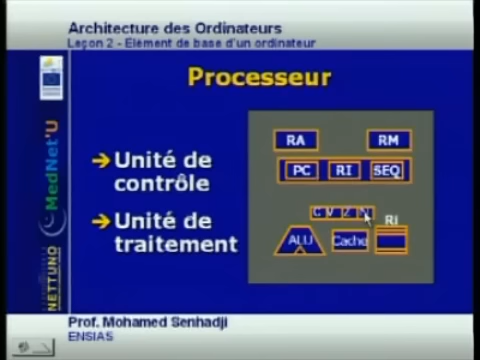 Architecture des Ordinateurs
Leçon 2 - Elément de base d'un ordinateur
Processeur
MedNet'U
NETTUNO
➔ Unité de
contrôle
➔ Unité de
traitement
RA
RM
PC
RI
SEQ
C V Z N
Ri
ALU
Cache
Prof. Mohamed Senhadji
ENSIAS